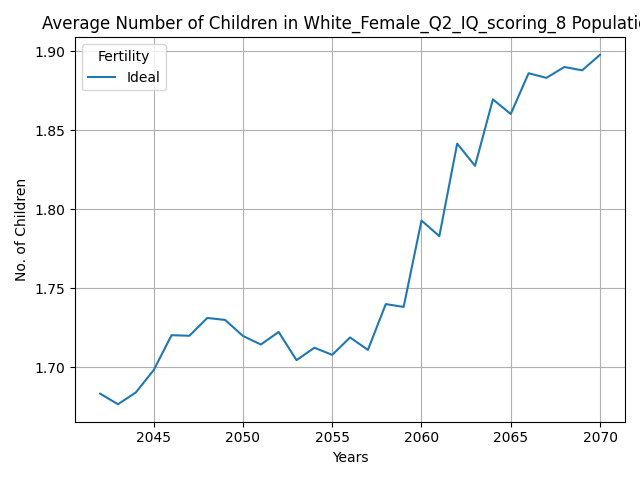 Average Number of Children in White_Female_Q2_IQ_scoring_8 Populatio
Fertility
Ideal
No. of Children
1.90
1.85
1.80
1.75
1.70
2045 2050 2055 2060 2065 2070
Years